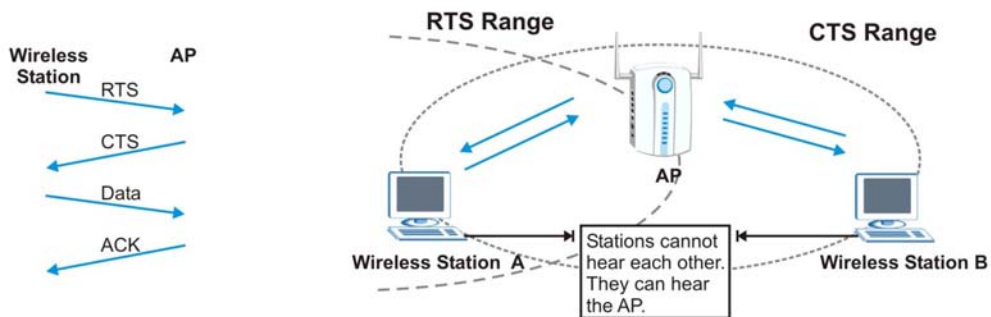 Wireless
Station
AP
RTS
CTS
Data
ACK
RTS Range
CTS Range
AP
Wireless Station A
Stations cannot
hear each other.
They can hear
the AP.
Wireless Station B